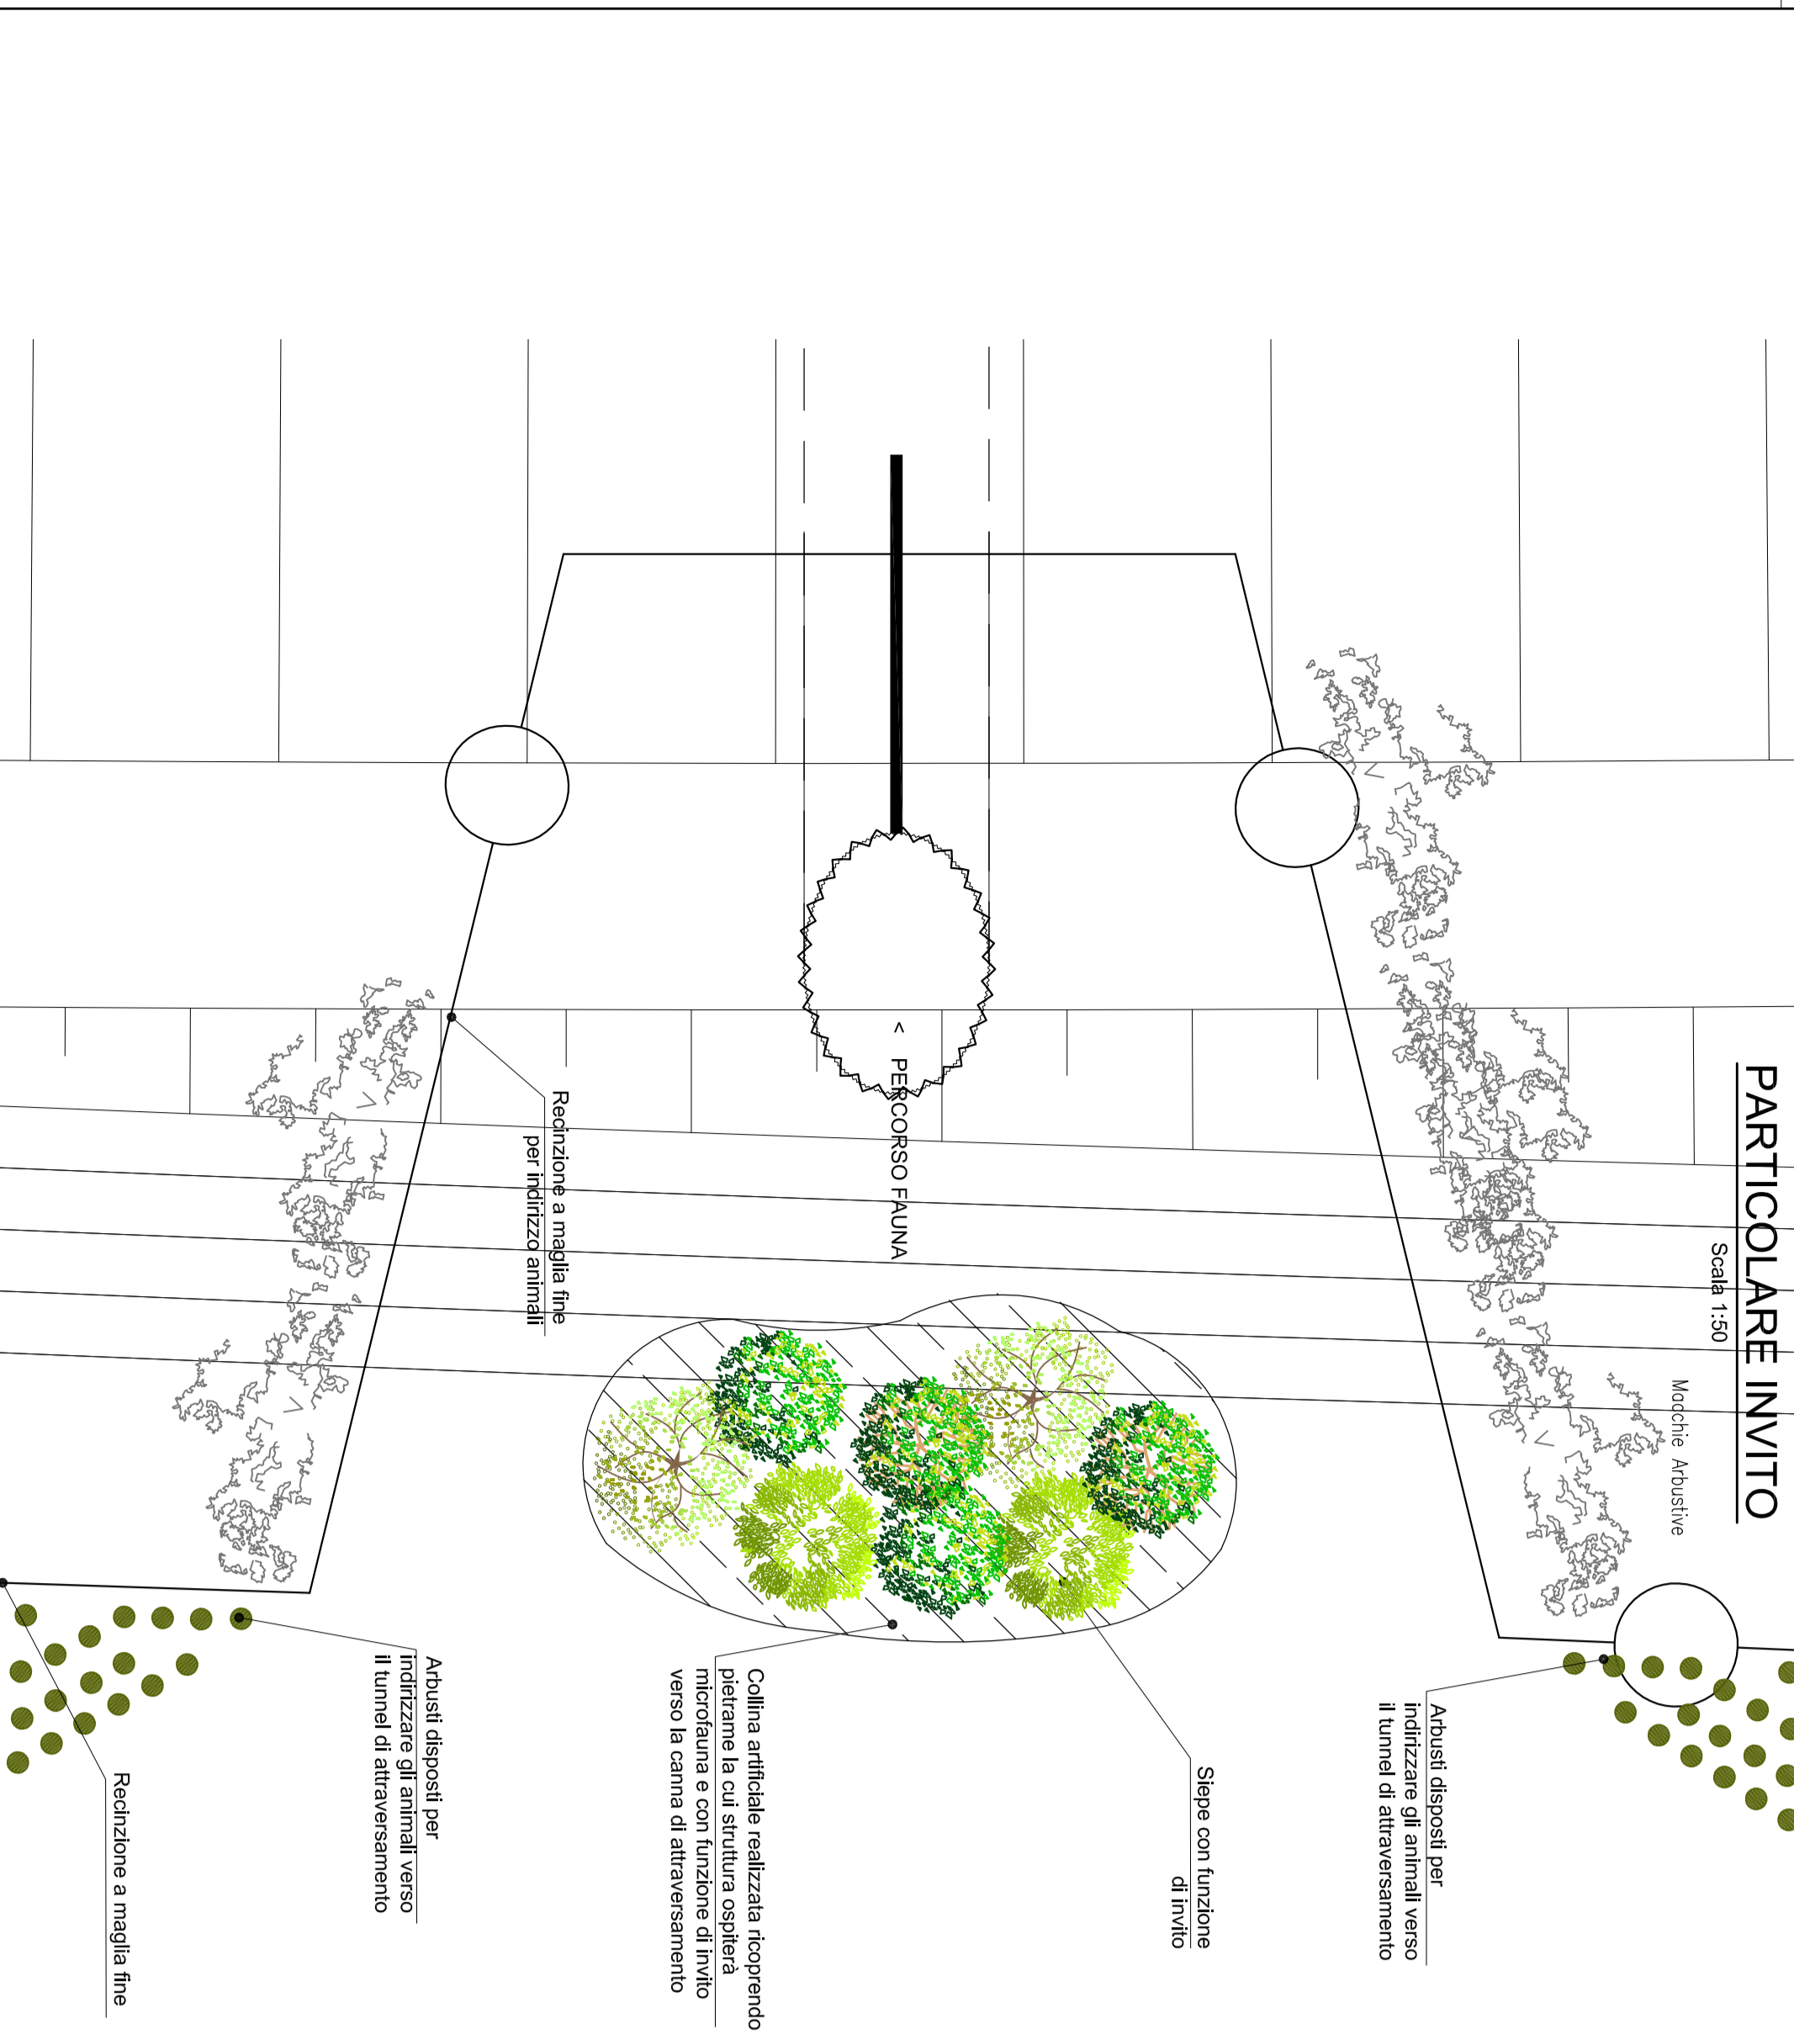 PARTICOLARE INVITO
Scala 1:50
Macchie Arbustive
Arbusti disposti per
indirizzare gli animali verso
il tunnel di attraversamento
Siepe con funzione
di invito
< PERCORSO FAUNA
Collina artificiale realizzata ricoprendo
pietrame la cui struttura ospiterà
microfauna e con funzione di invito
verso la canna di attraversamento
Recinzione a maglia fine
per indirizzo animali
Arbusti disposti per
indirizzare gli animali verso
il tunnel di attraversamento
Recinzione a maglia fine